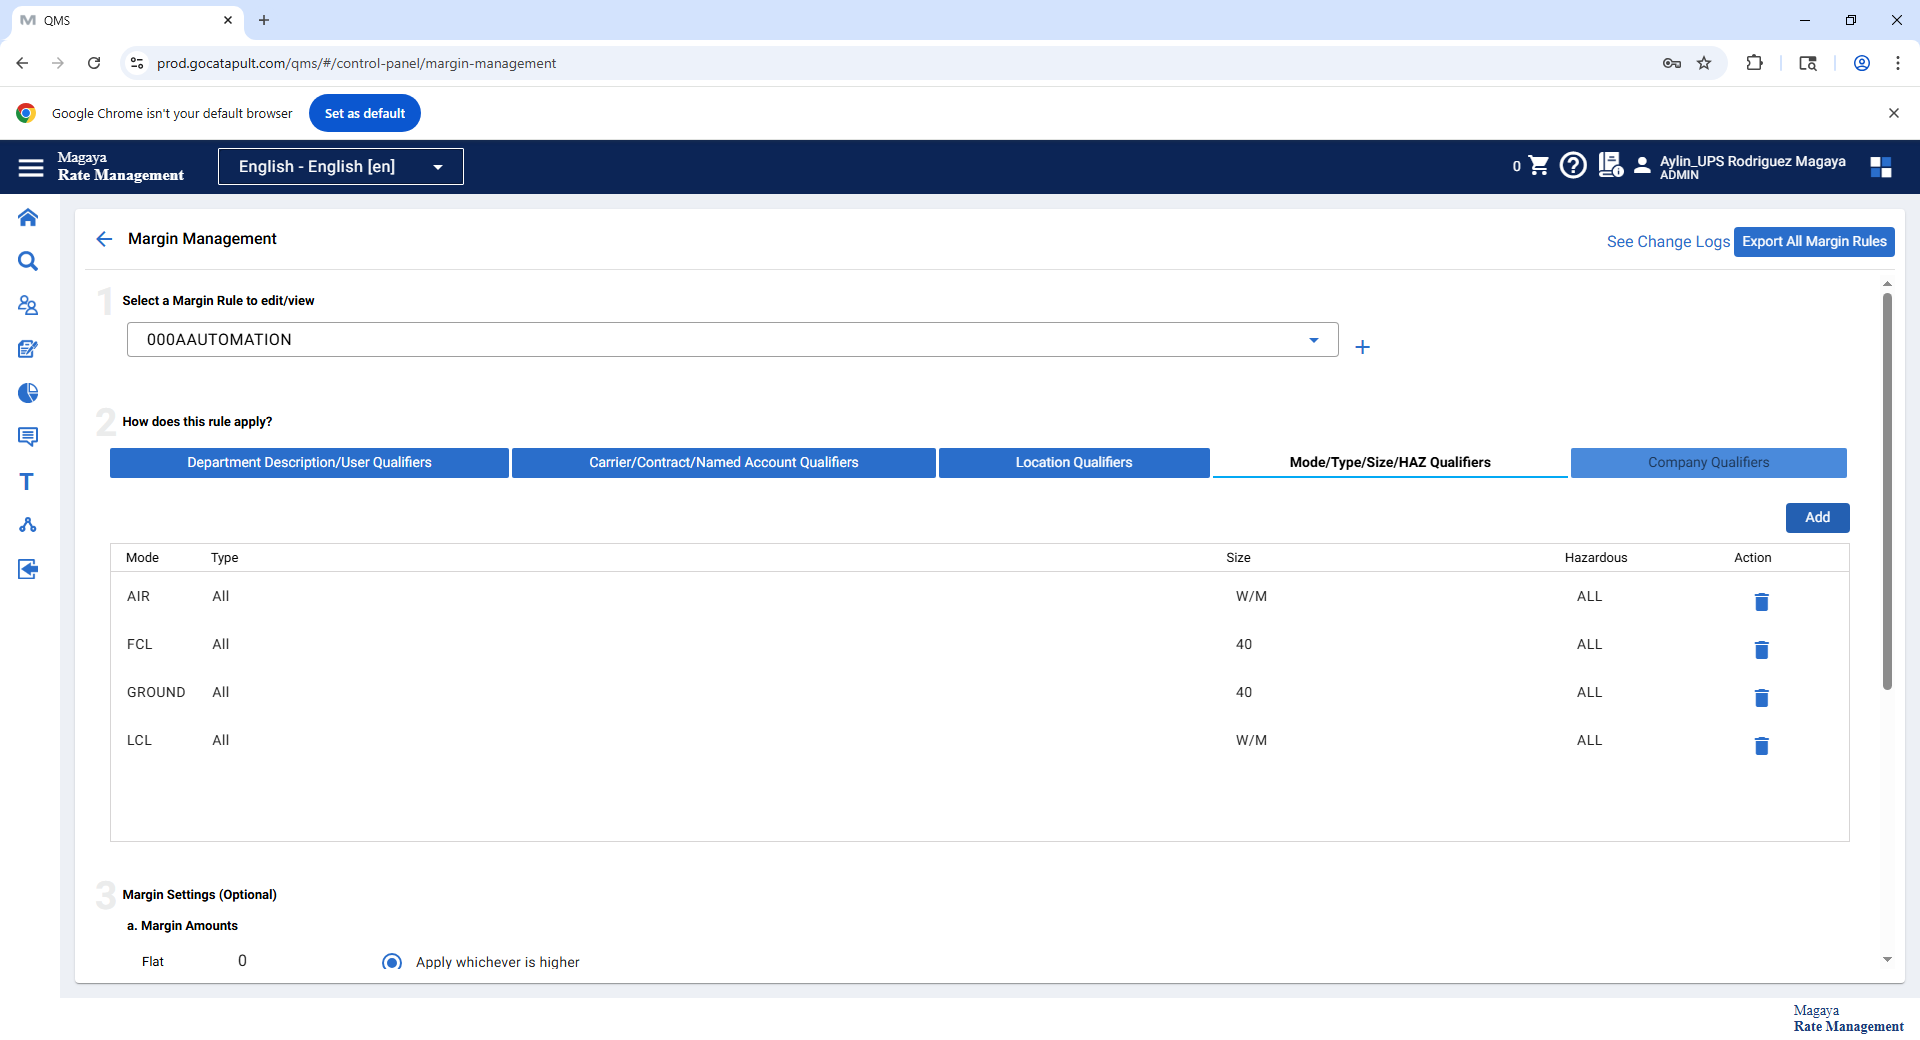 QMS
prod.gocatapult.com/qms/#/control-panel/margin-management
Google Chrome isn't your default browser
Set as default
Magaya
Rate Management
English - English [en]
0
Aylin_UPS Rodriguez Magaya
ADMIN
Margin Management
See Change Logs
Export All Margin Rules
1 Select a Margin Rule to edit/view
000AAUTOMATION
2 How does this rule apply?
Department Description/User Qualifiers
Carrier/Contract/Named Account Qualifiers
Location Qualifiers
Mode/Type/Size/HAZ Qualifiers
Company Qualifiers
Add
Mode Type Size Hazardous Action
AIR All W/M ALL
FCL All 40 ALL
GROUND All 40 ALL
LCL All W/M ALL
3 Margin Settings (Optional)
a. Margin Amounts
Flat 0 Apply whichever is higher
Magaya
Rate Management